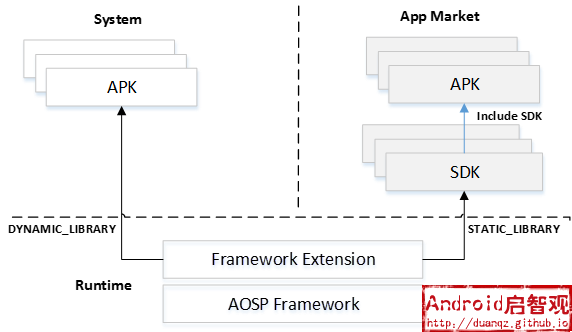 System
App Market
APK
APK
Include SDK
SDK
DYNAMIC_LIBRARY
STATIC_LIBRARY
Framework Extension
Runtime
AOSP Framework
Android启智观
http://duanqz.github.io